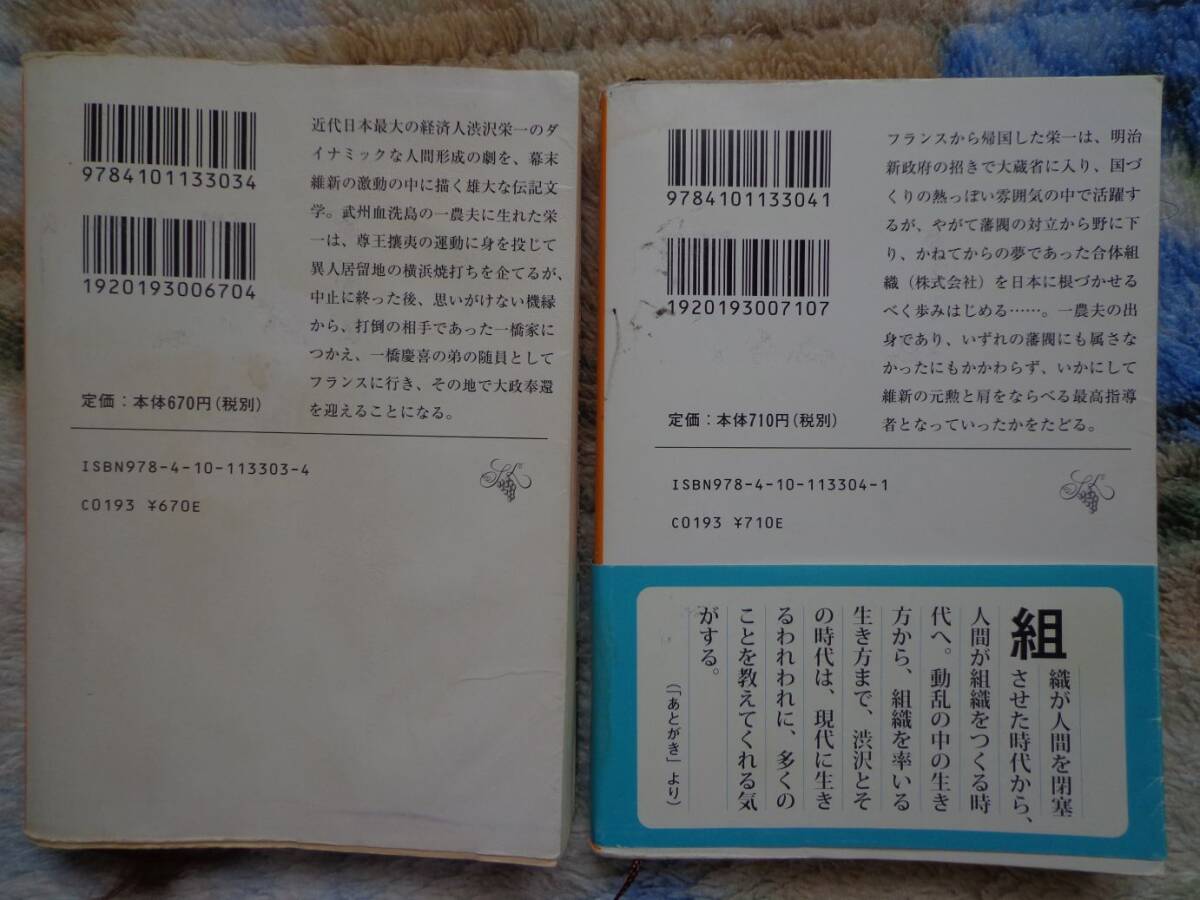 9784101133034
1920193006704
定価：本体670円（税別）
近代日本最大の経済人渋沢栄一のダ
イナミックな人間形成の劇を、幕末
維新の激動の中に描く雄大な伝記文
学。武州血洗島の一農夫に生れた栄
一は、尊王攘夷の運動に身を投じて
異人居留地の横浜焼打ちを企てるが、
中止に終った後、思いがけない機縁
から、打倒の相手であった一橋家に
つかえ、一橋慶喜の弟の随員として
フランスに行き、その地で大政奉還
を迎えることになる。
ISBN978-4-10-113303-4
C0193 ¥670E
9784101133041
1920193007107
定価：本体710円（税別）
フランスから帰国した栄一は、明治
新政府の招きで大蔵省に入り、国づ
くりの熱っぽい雰囲気の中で活躍す
るが、やがて藩閥の対立から野に下
り、かねてからの夢であった合体組
織（株式会社）を日本に根づかせる
べく歩みはじめる……。一農夫の出
身であり、いずれの藩閥にも属さな
かったにもかかわらず、いかにして
維新の元勲と肩をならべる最高指導
者となっていったかをたどる。
ISBN978-4-10-113304-1
C0193 ¥710E
組織が人間を閉塞
させた時代から、
人間が組織をつくる時
代へ。動乱の中の生き
方から、組織を率いる
生き方まで、渋沢とそ
の時代は、現代に生き
るわれわれに、多くの
ことを教えてくれる気
がする。
（「あとがき」より）